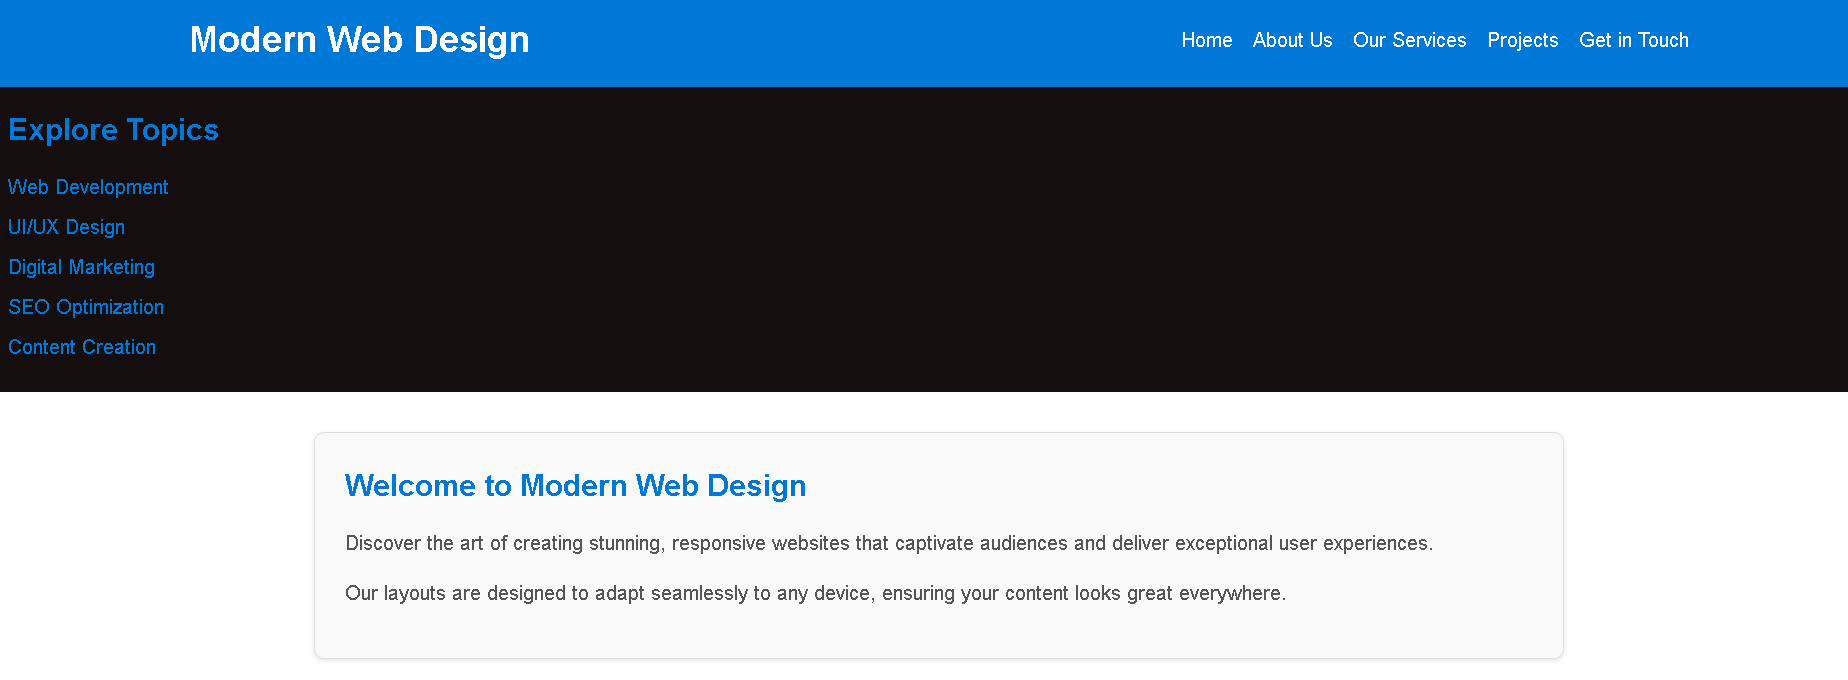 Modern Web Design
Home About Us Our Services Projects Get in Touch
Explore Topics
Web Development
UI/UX Design
Digital Marketing
SEO Optimization
Content Creation
Welcome to Modern Web Design
Discover the art of creating stunning, responsive websites that captivate audiences and deliver exceptional user experiences.
Our layouts are designed to adapt seamlessly to any device, ensuring your content looks great everywhere.